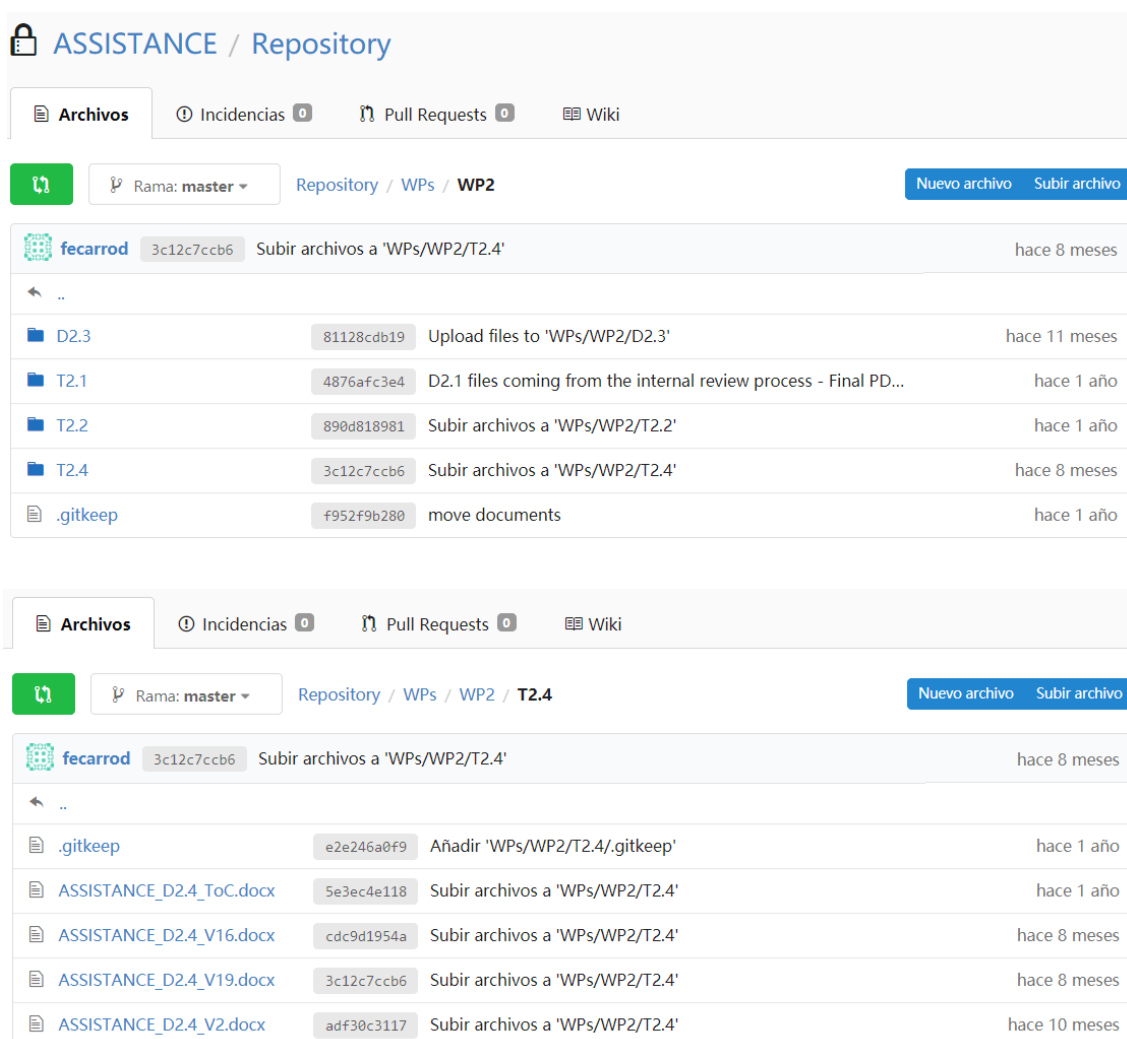 ASSISTANCE / Repository
Archivos Incidencias 0 Pull Requests 0 Wiki
Rama: master Repository / WPs / WP2 Nuevo archivo Subir archivo
fecarrod 3c12c7ccb6 Subir archivos a 'WPs/WP2/T2.4' hace 8 meses
..
D2.3 81128cdb19 Upload files to 'WPs/WP2/D2.3' hace 11 meses
T2.1 4876afc3e4 D2.1 files coming from the internal review process - Final PD... hace 1 año
T2.2 890d818981 Subir archivos a 'WPs/WP2/T2.2' hace 1 año
T2.4 3c12c7ccb6 Subir archivos a 'WPs/WP2/T2.4' hace 8 meses
.gitkeep f952f9b280 move documents hace 1 año
Archivos Incidencias 0 Pull Requests 0 Wiki
Rama: master Repository / WPs / WP2 / T2.4 Nuevo archivo Subir archivo
fecarrod 3c12c7ccb6 Subir archivos a 'WPs/WP2/T2.4' hace 8 meses
..
.gitkeep e2e246a0f9 Añadir 'WPs/WP2/T2.4/.gitkeep' hace 1 año
ASSISTANCE_D2.4_ToC.docx 5e3ec4e118 Subir archivos a 'WPs/WP2/T2.4' hace 1 año
ASSISTANCE_D2.4_V16.docx cdc9d1954a Subir archivos a 'WPs/WP2/T2.4' hace 8 meses
ASSISTANCE_D2.4_V19.docx 3c12c7ccb6 Subir archivos a 'WPs/WP2/T2.4' hace 8 meses
ASSISTANCE_D2.4_V2.docx adf30c3117 Subir archivos a 'WPs/WP2/T2.4' hace 10 meses